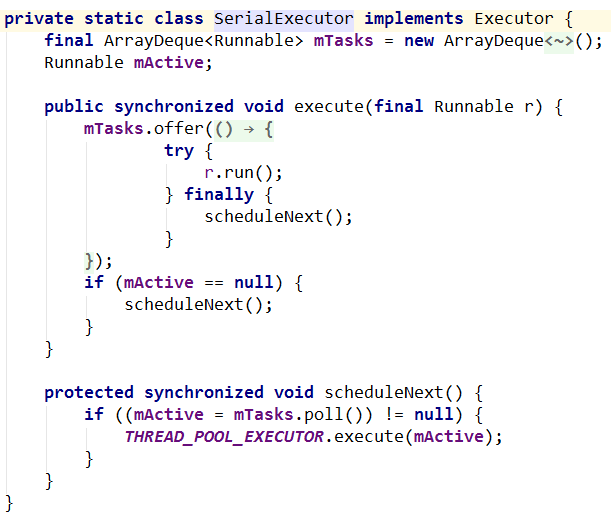 private static class SerialExecutor implements Executor {
    final ArrayDeque<Runnable> mTasks = new ArrayDeque<~>();
    Runnable mActive;

    public synchronized void execute(final Runnable r) {
        mTasks.offer(() → {
                try {
                    r.run();
                } finally {
                    scheduleNext();
                }
        });
        if (mActive == null) {
            scheduleNext();
        }
    }

    protected synchronized void scheduleNext() {
        if ((mActive = mTasks.poll()) != null) {
            THREAD_POOL_EXECUTOR.execute(mActive);
        }
    }
}